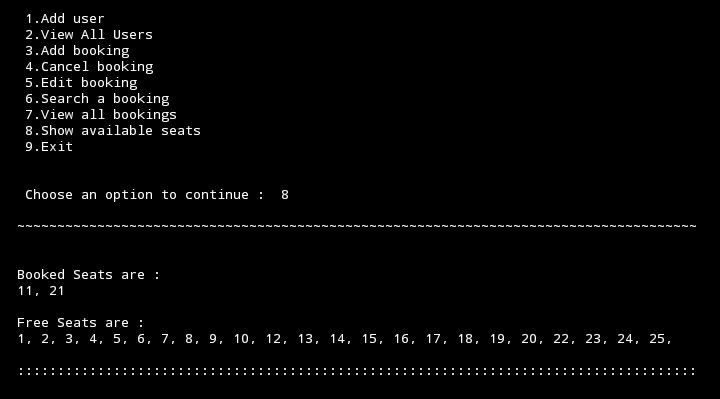 1.Add user
2.View All Users
3.Add booking
4.Cancel booking
5.Edit booking
6.Search a booking
7.View all bookings
8.Show available seats
9.Exit
Choose an option to continue :  8
~~~~~~~~~~~~~~~~~~~~~~~~~~~~~~~~~~~~~~~~~~~~~~~~~~~~~~~~~~~~~~~~~~~~~~~~~~~~~~~~~~~~~
Booked Seats are :
11, 21
Free Seats are :
1, 2, 3, 4, 5, 6, 7, 8, 9, 10, 12, 13, 14, 15, 16, 17, 18, 19, 20, 22, 23, 24, 25,
:::::::::::::::::::::::::::::::::::::::::::::::::::::::::::::::::::::::::::::::::::::